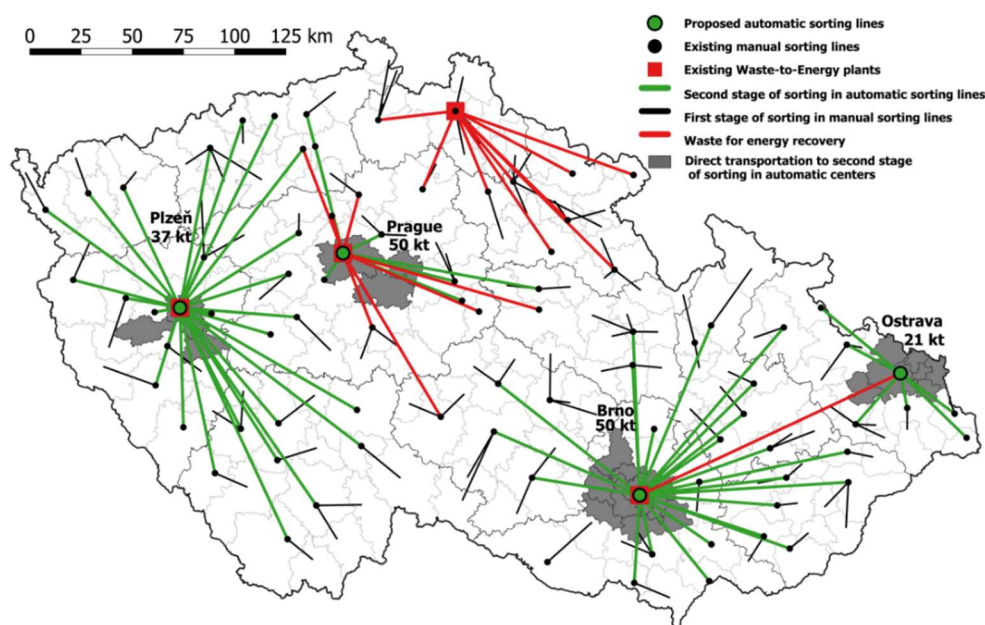 0 25 50 75 100 125 km
Proposed automatic sorting lines
Existing manual sorting lines
Existing Waste-to-Energy plants
Second stage of sorting in automatic sorting lines
First stage of sorting in manual sorting lines
Waste for energy recovery
Direct transportation to second stage
of sorting in automatic centers
Plzeň
37 kt
Prague
50 kt
Ostrava
21 kt
Brno
50 kt